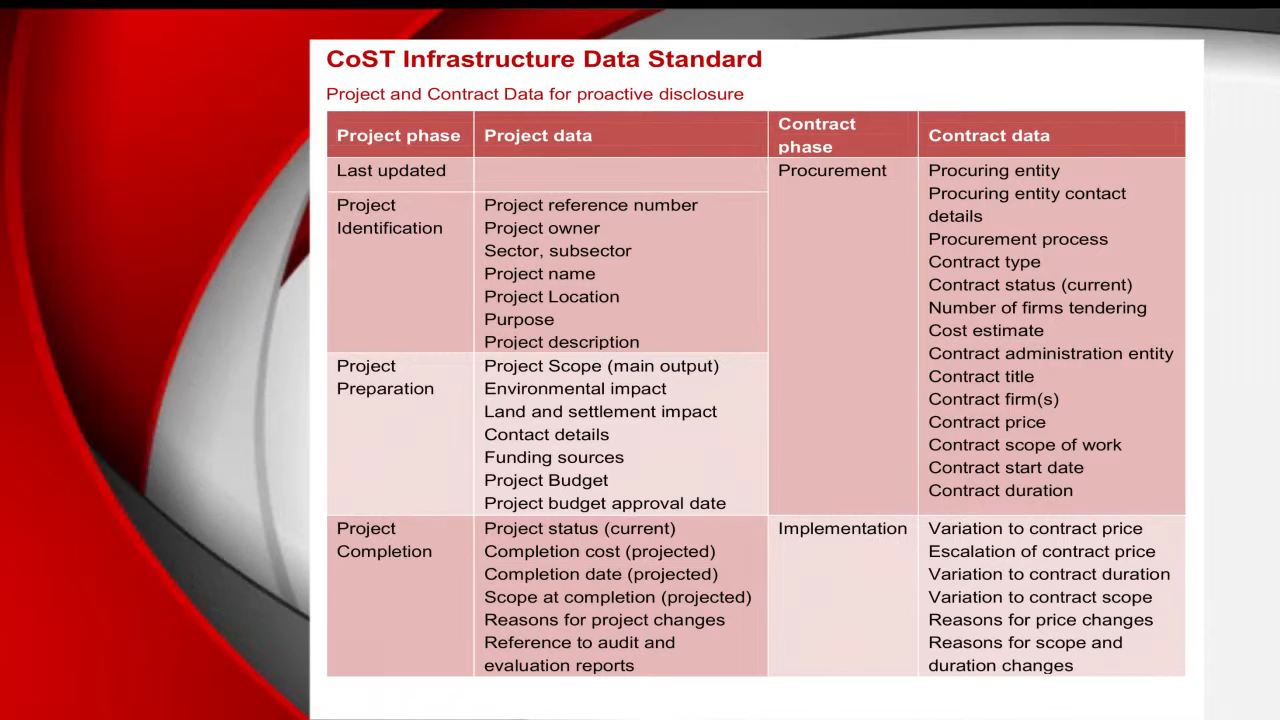 CoST Infrastructure Data Standard
Project and Contract Data for proactive disclosure
Project phase
Project data
Contract
phase
Contract data
Last updated
Procurement
Procuring entity
Procuring entity contact
details
Procurement process
Contract type
Contract status (current)
Number of firms tendering
Cost estimate
Contract administration entity
Contract title
Contract firm(s)
Contract price
Contract scope of work
Contract start date
Contract duration
Project
Identification
Project reference number
Project owner
Sector, subsector
Project name
Project Location
Purpose
Project description
Project
Preparation
Project Scope (main output)
Environmental impact
Land and settlement impact
Contact details
Funding sources
Project Budget
Project budget approval date
Project
Completion
Project status (current)
Completion cost (projected)
Completion date (projected)
Scope at completion (projected)
Reasons for project changes
Reference to audit and
evaluation reports
Implementation
Variation to contract price
Escalation of contract price
Variation to contract duration
Variation to contract scope
Reasons for price changes
Reasons for scope and
duration changes